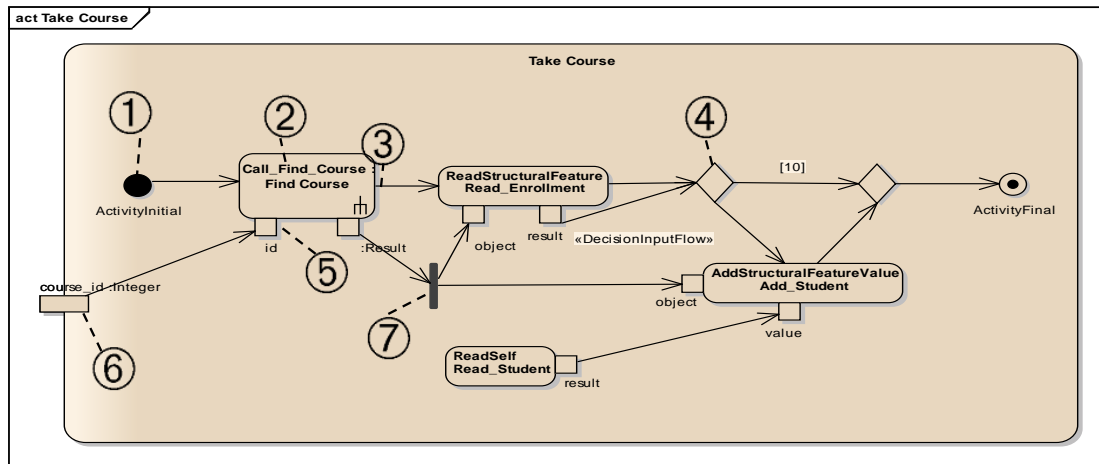 act Take Course
Take Course
1
2
3
4
Call_Find_Course :
Find Course
ReadStructuralFeature
Read_Enrollment
[10]
ActivityInitial
ActivityFinal
id
:Result
object
result
«DecisionInputFlow»
5
AddStructuralFeatureValue
Add_Student
course_id :Integer
object
7
value
6
ReadSelf
Read_Student
result